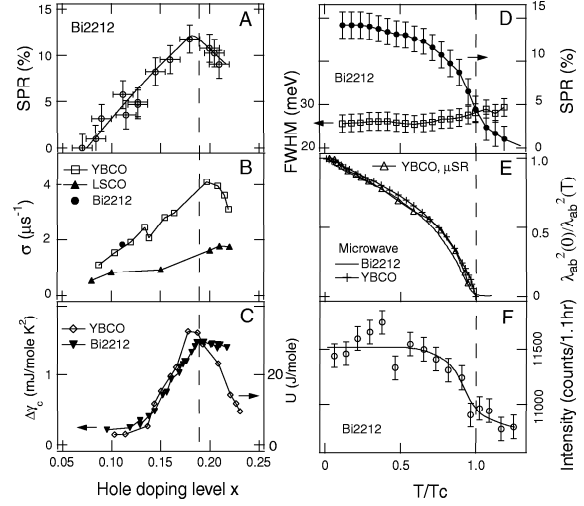 A
Bi2212
SPR (%)
15
10
5
0
B
YBCO
LSCO
Bi2212
σ (μs⁻¹)
4
2
0
C
YBCO
Bi2212
Δγc (mJ/mole K²)
1
0
U (J/mole)
20
0
0.05 0.10 0.15 0.20 0.25
Hole doping level x
D
Bi2212
FWHM (meV)
30
20
SPR (%)
15
10
5
0
E
YBCO, μSR
Microwave
Bi2212
YBCO
λab²(0)/λab²(T)
1.0
0.5
0
F
Bi2212
Intensity (counts/1.1hr)
11500
11000
0.0 0.5 1.0
T/Tc